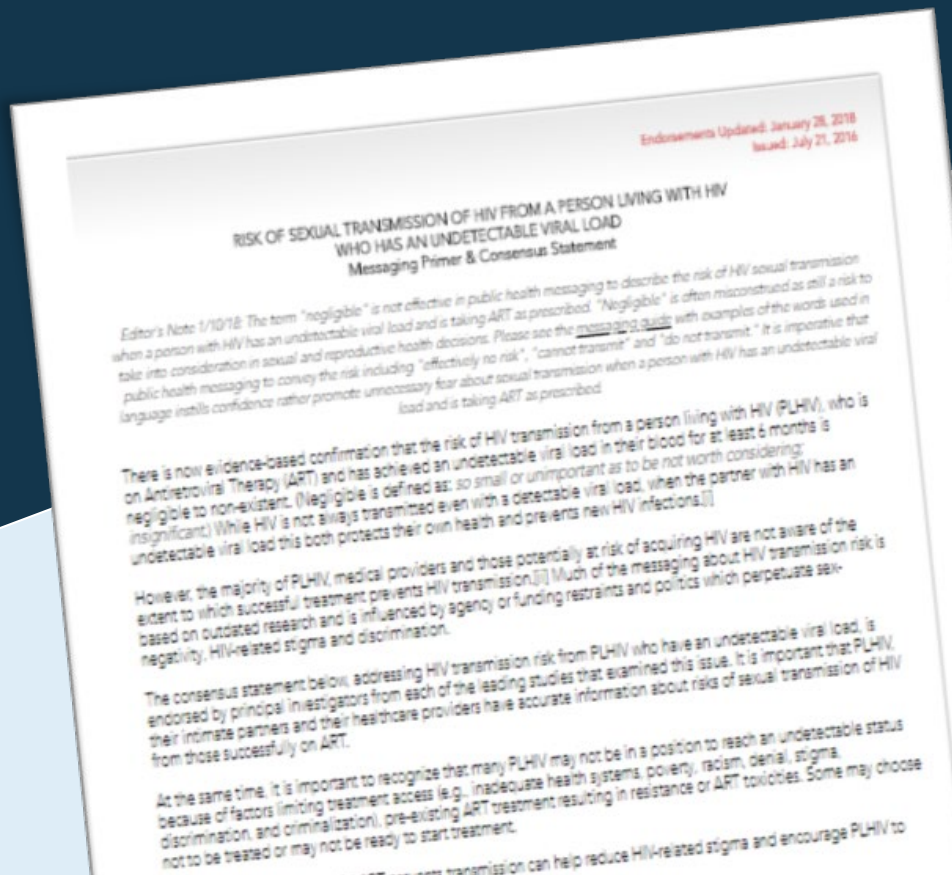 Endorsements Updated: January 28, 2018
Issued: July 21, 2016
RISK OF SEXUAL TRANSMISSION OF HIV FROM A PERSON LIVING WITH HIV
WHO HAS AN UNDETECTABLE VIRAL LOAD
Messaging Primer & Consensus Statement
Editor's Note 1/10/18: The term "negligible" is not effective in public health messaging to describe the risk of HIV sexual transmission
when a person with HIV has an undetectable viral load and is taking ART as prescribed. "Negligible" is often misconstrued as still a risk to
take into consideration in sexual and reproductive health decisions. Please see the messaging guide with examples of the words used in
public health messaging to convey the risk including "effectively no risk", "cannot transmit" and "do not transmit." It is imperative that
language instills confidence rather promote unnecessary fear about sexual transmission when a person with HIV has an undetectable viral
load and is taking ART as prescribed.
There is now evidence-based confirmation that the risk of HIV transmission from a person living with HIV (PLHIV), who is
on Antiretroviral Therapy (ART) and has achieved an undetectable viral load in their blood for at least 6 months is
negligible to non-existent. (Negligible is defined as: so small or unimportant as to be not worth considering;
insignificant.) While HIV is not always transmitted even with a detectable viral load, when the partner with HIV has an
undetectable viral load this both protects their own health and prevents new HIV infections.[i]
However, the majority of PLHIV, medical providers and those potentially at risk of acquiring HIV are not aware of the
extent to which successful treatment prevents HIV transmission.[ii] Much of the messaging about HIV transmission risk is
based on outdated research and is influenced by agency or funding restraints and politics which perpetuate sex-
negativity, HIV-related stigma and discrimination.
The consensus statement below, addressing HIV transmission risk from PLHIV who have an undetectable viral load, is
endorsed by principal investigators from each of the leading studies that examined this issue. It is important that PLHIV,
their intimate partners and their healthcare providers have accurate information about risks of sexual transmission of HIV
from those successfully on ART.
At the same time, it is important to recognize that many PLHIV may not be in a position to reach an undetectable status
because of factors limiting treatment access (e.g., inadequate health systems, poverty, racism, denial, stigma,
discrimination, and criminalization), pre-existing ART treatment resulting in resistance or ART toxicities. Some may choose
not to be treated or may not be ready to start treatment.
transmission can help reduce HIV-related stigma and encourage PLHIV to